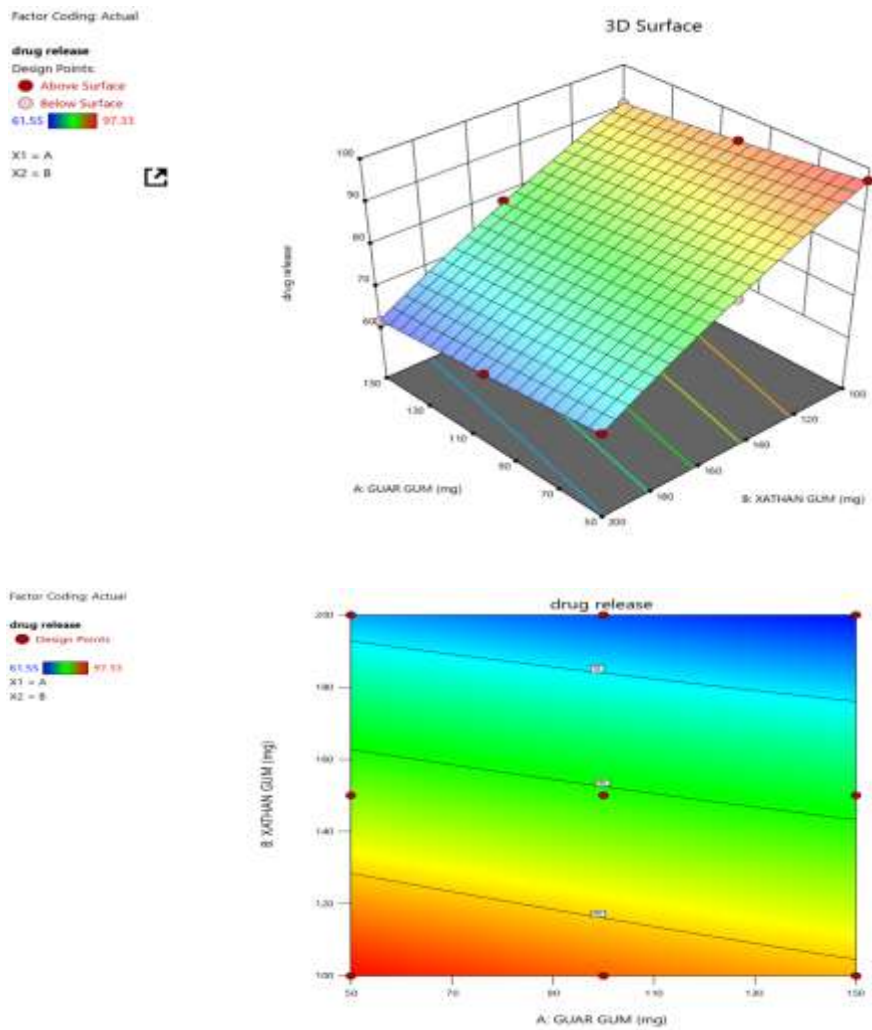 Factor Coding: Actual
3D Surface
drug release
Design Points:
Above Surface
Below Surface
61.55 97.33
X1 = A
X2 = B
100
90
80
70
60
drug release
150
130
110
90
70
50
200
180
160
140
120
100
A: GUAR GUM (mg)
B: XATHAN GUM (mg)
Factor Coding: Actual
drug release
drug release
Design Points
61.55 97.33
X1 = A
X2 = B
200
180
160
140
120
100
B: XATHAN GUM (mg)
50
70
90
110
130
150
A: GUAR GUM (mg)